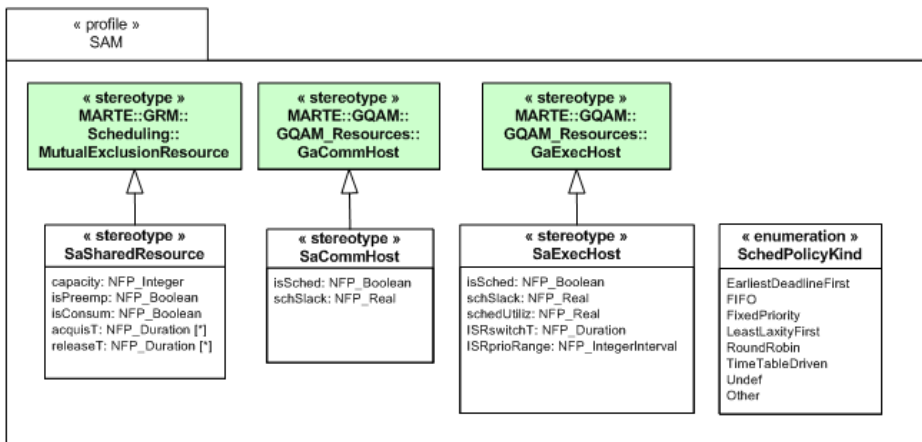 « profile »
SAM
« stereotype »
MARTE::GRM::
Scheduling::
MutualExclusionResource
« stereotype »
MARTE::GQAM::
GQAM_Resources::
GaCommHost
« stereotype »
MARTE::GQAM::
GQAM_Resources::
GaExecHost
« stereotype »
SaSharedResource
capacity: NFP_Integer
isPreemp: NFP_Boolean
isConsum: NFP_Boolean
acquisT: NFP_Duration [*]
releaseT: NFP_Duration [*]
« stereotype »
SaCommHost
isSched: NFP_Boolean
schSlack: NFP_Real
« stereotype »
SaExecHost
isSched: NFP_Boolean
schSlack: NFP_Real
schedUtiliz: NFP_Real
ISRswitchT: NFP_Duration
ISRprioRange: NFP_IntegerInterval
« enumeration »
SchedPolicyKind
EarliestDeadlineFirst
FIFO
FixedPriority
LeastLaxityFirst
RoundRobin
TimeTableDriven
Undef
Other